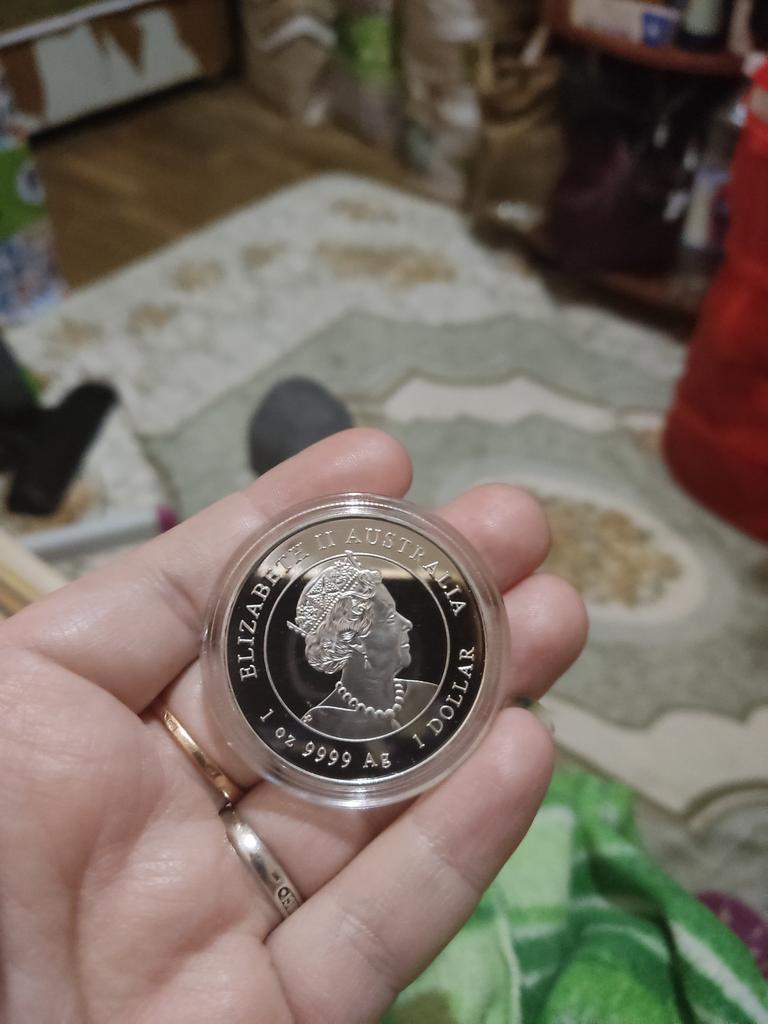 ELIZABETH II AUSTRALIA
1 oz 9999 Ag 1 DOLLAR